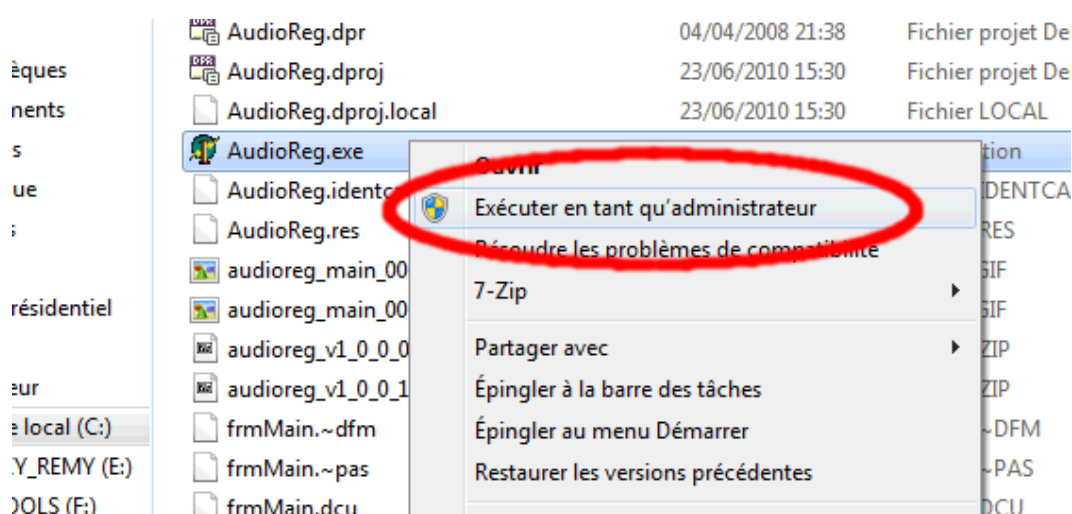 AudioReg.dpr 04/04/2008 21:38 Fichier projet De
èques AudioReg.dproj 23/06/2010 15:30 Fichier projet De
ments AudioReg.dproj.local 23/06/2010 15:30 Fichier LOCAL
s AudioReg.exe Ouvrir tion
ue AudioReg.identca Exécuter en tant qu'administrateur IDENTCA
s AudioReg.res Résoudre les problèmes de compatibilité RES
audioreg_main_00 GIF
7-Zip
résidentiel audioreg_main_00 GIF
audioreg_v1_0_0_0 Partager avec ZIP
eur audioreg_v1_0_0_1 Épingler à la barre des tâches ZIP
e local (C:) frmMain.~dfm Épingler au menu Démarrer ~DFM
Y_REMY (E:) frmMain.~pas Restaurer les versions précédentes ~PAS
OOLS (F:) frmMain.dcu DCU